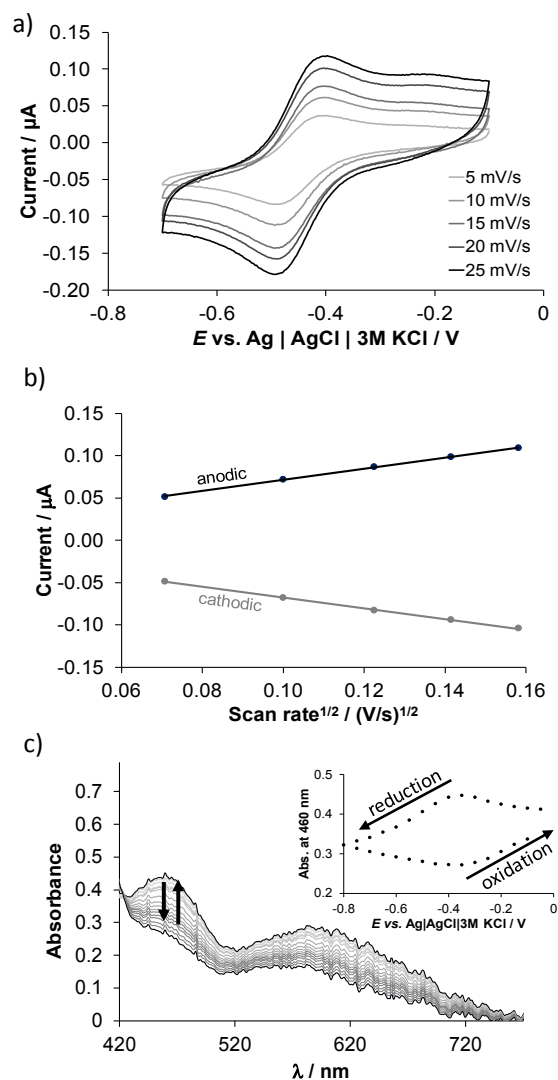 a)
0.15
0.10
0.05
0.00
-0.05
-0.10
-0.15
-0.20
Current / µA
5 mV/s
10 mV/s
15 mV/s
20 mV/s
25 mV/s
-0.8 -0.6 -0.4 -0.2 0
E vs. Ag | AgCl | 3M KCl / V
b)
0.15
0.10
0.05
0.00
-0.05
-0.10
-0.15
Current / µA
anodic
cathodic
0.06 0.08 0.10 0.12 0.14 0.16
Scan rate1/2 / (V/s)1/2
c)
0.7
0.6
0.5
0.4
0.3
0.2
0.1
0
Absorbance
420 520 620 720
λ / nm
0.5
0.4
0.3
0.2
Abs. at 460 nm
reduction
oxidation
-0.8 -0.6 -0.4 -0.2 0
E vs. Ag|AgCl|3M KCl / V